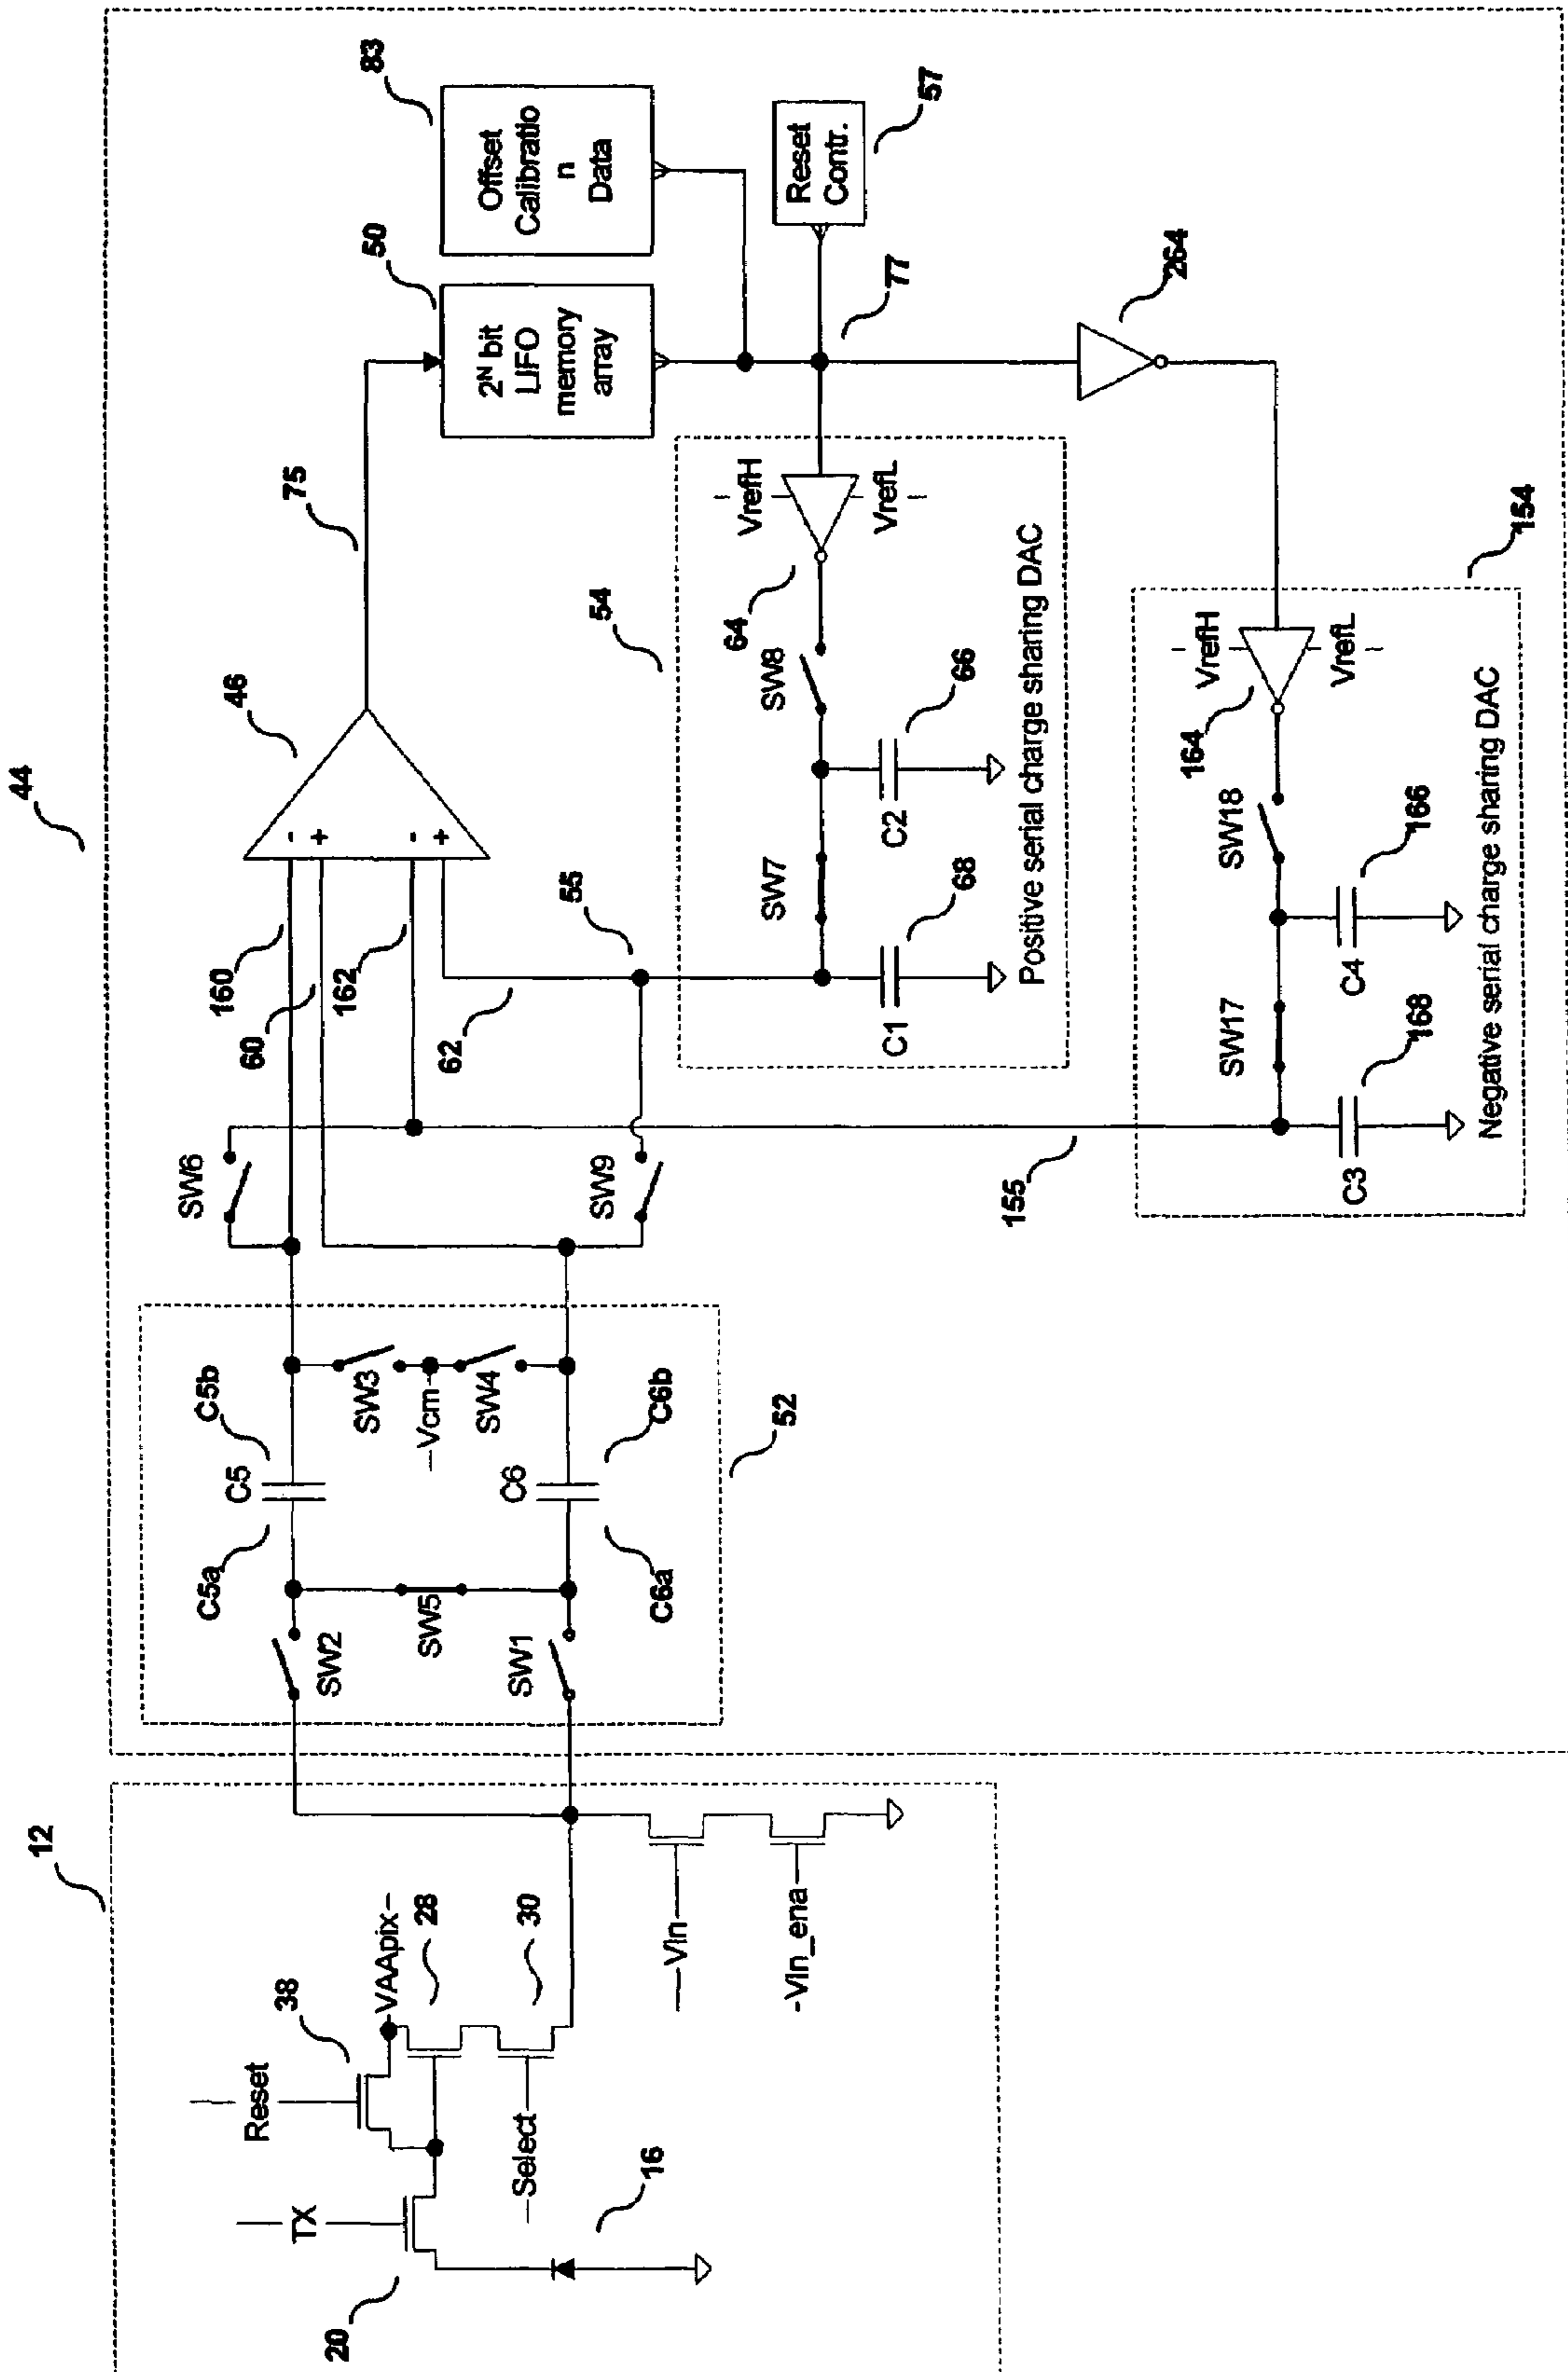 12
44
Reset
38
-VAApix-
28
TX
20
-Select-
30
16
-Vln-
-Vln_ena-
C5a
C5
C5b
SW2
SW5
SW3
-Vcm-
SW4
SW1
C6
C6a
C6b
52
SW6
SW9
160
60
162
62
55
155
46
-
+
-
+
75
50
2ᴺ bit
LIFO
memory
array
83
Offset
Calibratio
n
Data
57
Reset
Contr.
77
54
VrefH
VrefL
64
SW8
SW7
C2
66
C1
68
Positive serial charge sharing DAC
264
154
VrefH
VrefL
164
SW18
SW17
C4
166
C3
168
Negative serial charge sharing DAC